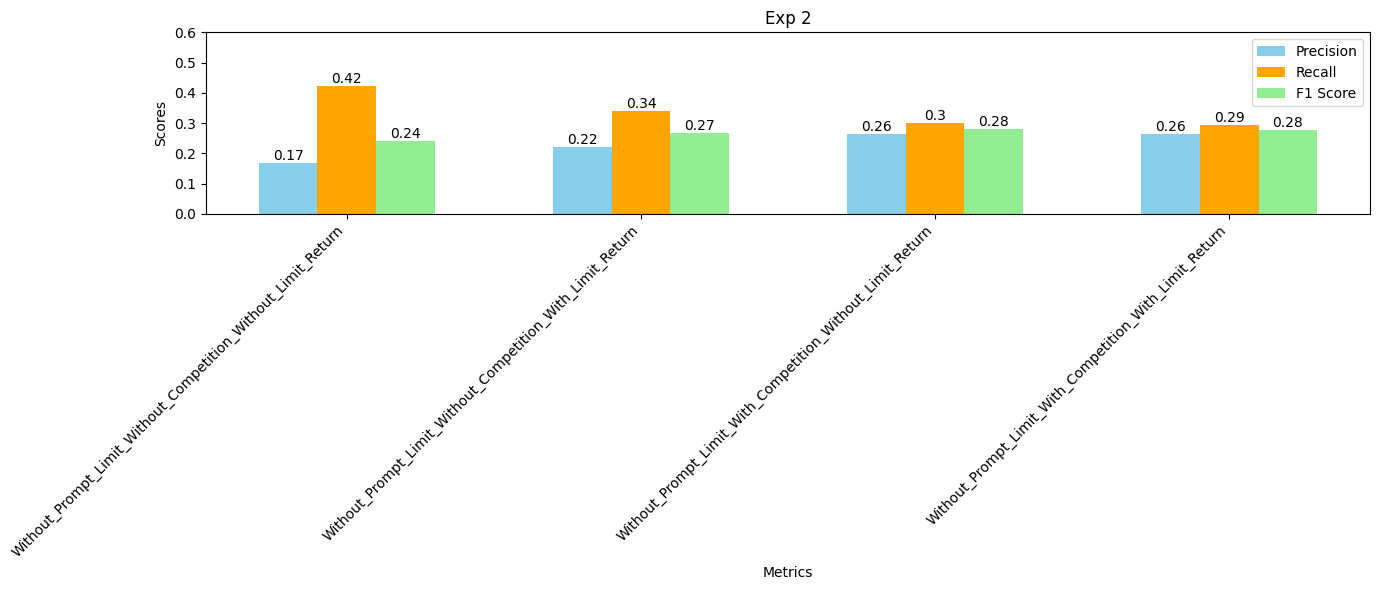 Exp 2
0.6
0.5
0.4
0.3
0.2
0.1
0.0
Scores
Precision
Recall
F1 Score
0.17
0.42
0.24
0.22
0.34
0.27
0.26
0.3
0.28
0.26
0.29
0.28
Without_Prompt_Limit_Without_Competition_Without_Limit_Return
Without_Prompt_Limit_Without_Competition_With_Limit_Return
Without_Prompt_Limit_With_Competition_Without_Limit_Return
Without_Prompt_Limit_With_Competition_With_Limit_Return
Metrics